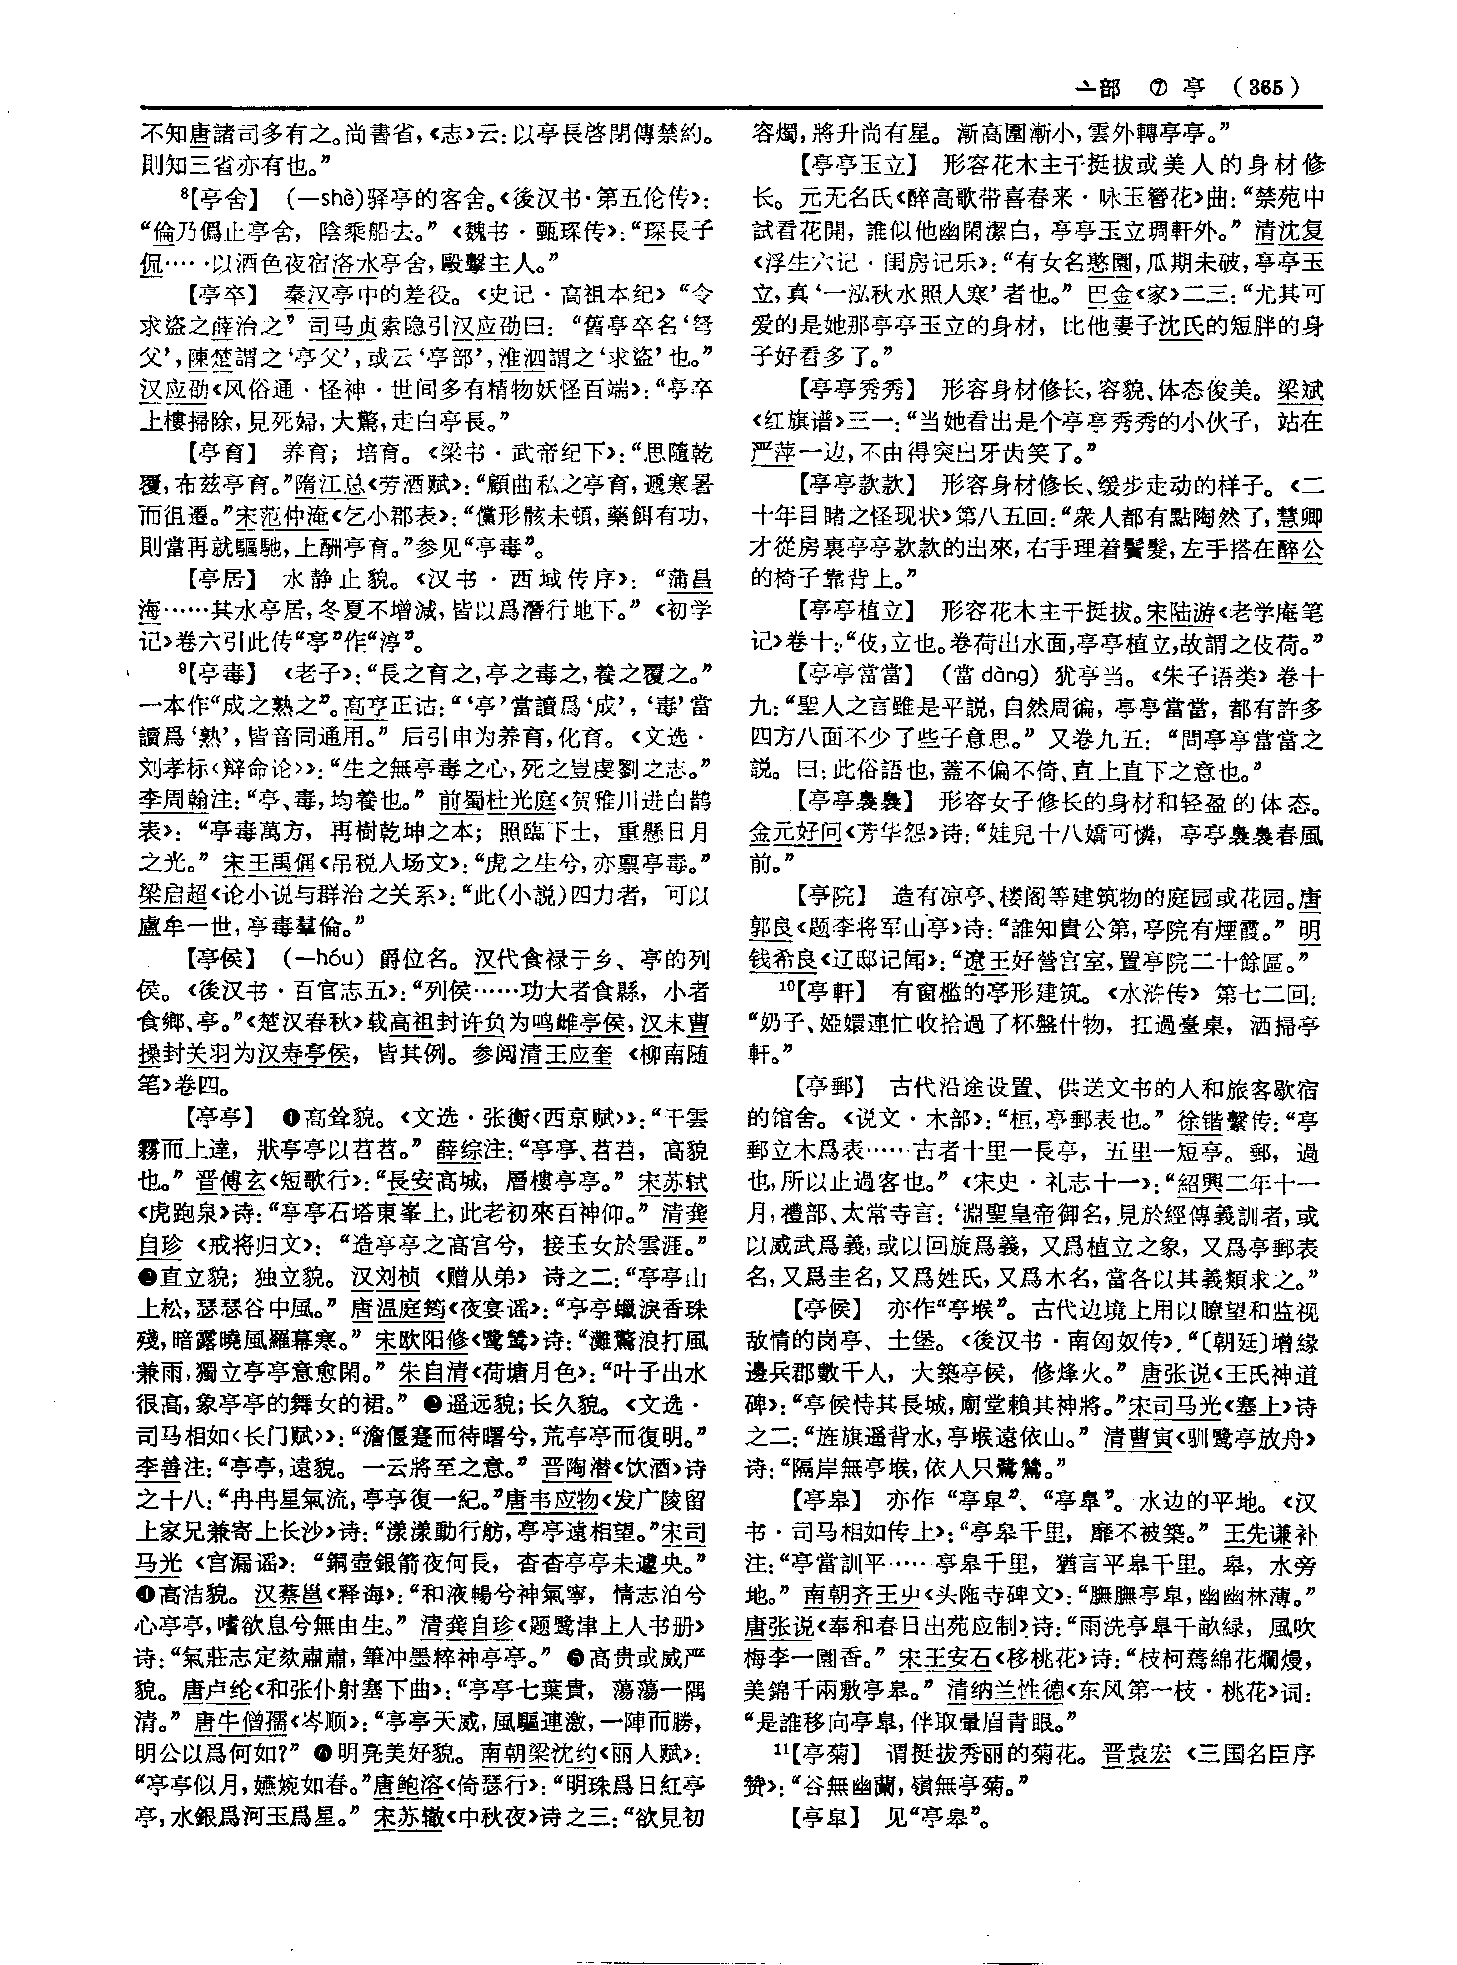 亠部 ⑦ 亭 (365)
不知唐諸司多有之。尚書省,《志》云:以亭長啓閉傳禁約。
則知三省亦有也。”
⁸【亭舍】 (—shè)驿亭的客舍。《後汉书·第五伦传》:
“倫乃僞止亭舍, 陰乘船去。” 《魏书·甄琛传》:“琛長子
侃……以酒色夜宿洛水亭舍,毆擊主人。”
【亭卒】 秦汉亭中的差役。《史记·高祖本纪》 “令
求盗之薛治之” 司马贞索隐引汉应劭曰: “舊亭卒名‘弩
父’,陳楚謂之‘亭父’,或云‘亭部’,淮泗謂之‘求盜’也。”
汉应劭《风俗通·怪神·世间多有精物妖怪百端》:“亭卒
上樓掃除,見死婦,大驚,走白亭長。”
【亭育】 养育; 培育。《梁书·武帝纪下》:“思隨乾
覆,布兹亭育。”隋江总《劳酒赋》:“顧曲私之亭育,遞寒暑
而徂遷。”宋范仲淹《乞小郡表》:“儻形骸未頓,藥餌有功,
則當再就驅馳,上酬亭育。”参见“亭毒”。
【亭居】 水静止貌。《汉书·西域传序》: “蒲昌
海……其水亭居,冬夏不增減,皆以爲潛行地下。” 《初学
记》卷六引此传“亭”作“渟”。
⁹【亭毒】 《老子》:“長之育之,亭之毒之,養之覆之。”
一本作“成之熟之”。高亨正诂:“‘亭’當讀爲‘成’, ‘毒’當
讀爲‘熟’,皆音同通用。” 后引申为养育,化育。《文选·
刘孝标〈辩命论〉》:“生之無亭毒之心,死之豈虔劉之志。”
李周翰注:“亭、毒,均養也。” 前蜀杜光庭《贺雅川进白鹊
表》: “亭毒萬方, 再樹乾坤之本; 照臨下士, 重懸日月
之光。” 宋王禹偁《吊税人场文》:“虎之生兮,亦禀亭毒。”
梁启超《论小说与群治之关系》:“此(小説)四力者, 可以
盧牟一世,亭毒羣倫。”
【亭侯】 (—hóu) 爵位名。汉代食禄于乡、亭的列
侯。《後汉书·百官志五》:“列侯……功大者食縣, 小者
食鄉、亭。”《楚汉春秋》载高祖封许负为鸣雌亭侯,汉末曹
操封关羽为汉寿亭侯, 皆其例。参阅清王应奎 《柳南随
笔》卷四。
【亭亭】 ❶高耸貌。《文选·张衡〈西京赋〉》:“干雲
霧而上達, 狀亭亭以苕苕。” 薛综注:“亭亭、苕苕, 高貌
也。” 晋傅玄《短歌行》:“長安高城, 層樓亭亭。” 宋苏轼
《虎跑泉》诗:“亭亭石塔東峯上,此老初來百神仰。” 清龚
自珍 《戒将归文》: “造亭亭之高宫兮, 接玉女於雲涯。”
❷直立貌; 独立貌。汉刘桢 《赠从弟》 诗之二:“亭亭山
上松,瑟瑟谷中風。” 唐温庭筠《夜宴谣》:“亭亭蠟淚香珠
殘,暗露曉風羅幕寒。” 宋欧阳修《鹭鸶》诗:“灘驚浪打風
兼雨,獨立亭亭意愈閑。” 朱自清《荷塘月色》:“叶子出水
很高,象亭亭的舞女的裙。” ❸遥远貌;长久貌。《文选·
司马相如〈长门赋〉》:“澹偃蹇而待曙兮,荒亭亭而復明。”
李善注:“亭亭,遠貌。一云將至之意。” 晋陶潜《饮酒》诗
之十八:“冉冉星氣流,亭亭復一紀。”唐韦应物《发广陵留
上家兄兼寄上长沙》诗:“漾漾動行舫,亭亭遠相望。”宋司
马光 《宫漏谣》: “銅壺銀箭夜何長, 杳杳亭亭未遽央。”
❹高洁貌。汉蔡邕《释诲》:“和液暢兮神氣寧, 情志泊兮
心亭亭,嗜欲息兮無由生。” 清龚自珍《题鹭津上人书册》
诗:“氣莊志定欬肅肅,筆冲墨粹神亭亭。” ❺高贵或威严
貌。唐卢纶《和张仆射塞下曲》:“亭亭七葉貴, 蕩蕩一隅
清。” 唐牛僧孺《岑顺》:“亭亭天威,風驅連激,一陣而勝,
明公以爲何如?” ❻明亮美好貌。南朝梁沈约《丽人赋》:
“亭亭似月,嬿婉如春。”唐鲍溶《倚瑟行》:“明珠爲日紅亭
亭,水銀爲河玉爲星。” 宋苏辙《中秋夜》诗之三:“欲見初
容燭,將升尚有星。漸高圍漸小,雲外轉亭亭。”
【亭亭玉立】 形容花木主干挺拔或美人的身材修
长。元无名氏《醉高歌带喜春来·咏玉簪花》曲:“禁苑中
試看花開, 誰似他幽閑潔白, 亭亭玉立琱軒外。” 清沈复
《浮生六记·闺房记乐》:“有女名憨園,瓜期未破,亭亭玉
立,真‘一泓秋水照人寒’者也。” 巴金《家》二三:“尤其可
爱的是她那亭亭玉立的身材, 比他妻子沈氏的短胖的身
子好看多了。”
【亭亭秀秀】 形容身材修长,容貌、体态俊美。梁斌
《红旗谱》三一:“当她看出是个亭亭秀秀的小伙子, 站在
严萍一边,不由得突出牙齿笑了。”
【亭亭款款】 形容身材修长、缓步走动的样子。《二
十年目睹之怪现状》第八五回:“衆人都有點陶然了,慧卿
才從房裏亭亭款款的出來,右手理着鬢髮,左手搭在醉公
的椅子靠背上。”
【亭亭植立】 形容花木主干挺拔。宋陆游《老学庵笔
记》卷十:“伎,立也。卷荷出水面,亭亭植立,故謂之伎荷。”
【亭亭當當】 (當 dàng) 犹亭当。《朱子语类》卷十
九:“聖人之言雖是平説,自然周徧, 亭亭當當, 都有許多
四方八面不少了些子意思。” 又卷九五: “問亭亭當當之
説。曰:此俗語也,蓋不偏不倚、直上直下之意也。”
【亭亭裊裊】 形容女子修长的身材和轻盈的体态。
金元好问《芳华怨》诗:“娃兒十八嬌可憐, 亭亭裊裊春風
前。”
【亭院】 造有凉亭、楼阁等建筑物的庭园或花园。唐
郭良《题李将军山亭》诗:“誰知貴公第,亭院有煙霞。” 明
钱希良《辽邸记闻》:“遼王好營宫室,置亭院二十餘區。”
¹⁰【亭軒】 有窗槛的亭形建筑。《水浒传》 第七二回:
“奶子、婭嬛連忙收拾過了杯盤什物, 扛過臺桌, 洒掃亭
軒。”
【亭郵】 古代沿途设置、供送文书的人和旅客歇宿
的馆舍。《说文·木部》:“桓,亭郵表也。” 徐锴繫传:“亭
郵立木爲表……古者十里一長亭, 五里一短亭。郵, 過
也,所以止過客也。” 《宋史·礼志十一》:“紹興二年十一
月,禮部、太常寺言:‘淵聖皇帝御名,見於經傳義訓者,或
以威武爲義,或以回旋爲義, 又爲植立之象, 又爲亭郵表
名,又爲圭名,又爲姓氏,又爲木名,當各以其義類求之。”
【亭候】 亦作“亭堠”。古代边境上用以瞭望和监视
敌情的岗亭、土堡。《後汉书·南匈奴传》:“〔朝廷〕增緣
邊兵郡數千人, 大築亭候, 修烽火。” 唐张说《王氏神道
碑》:“亭候恃其長城,廟堂賴其神將。”宋司马光《塞上》诗
之二:“旌旗遥背水,亭堠遠依山。” 清曹寅《驯鹭亭放舟》
诗:“隔岸無亭堠,依人只鷺鷥。”
【亭皋】 亦作 “亭臯”、“亭皐”。水边的平地。《汉
书·司马相如传上》:“亭皋千里, 靡不被築。” 王先谦补
注:“亭當訓平……亭皋千里, 猶言平皋千里。皋, 水旁
地。” 南朝齐王屮《头陁寺碑文》:“膴膴亭皐,幽幽林薄。”
唐张说《奉和春日出苑应制》诗:“雨洗亭皋千畝緑, 風吹
梅李一園香。” 宋王安石《移桃花》诗:“枝柯蔫綿花爛熳,
美錦千兩敷亭皋。” 清纳兰性德《东风第一枝·桃花》词:
“是誰移向亭皐,伴取暈眉青眼。”
¹¹【亭菊】 谓挺拔秀丽的菊花。晋袁宏 《三国名臣序
赞》:“谷無幽蘭,嶺無亭菊。”
【亭皐】 见“亭皋”。